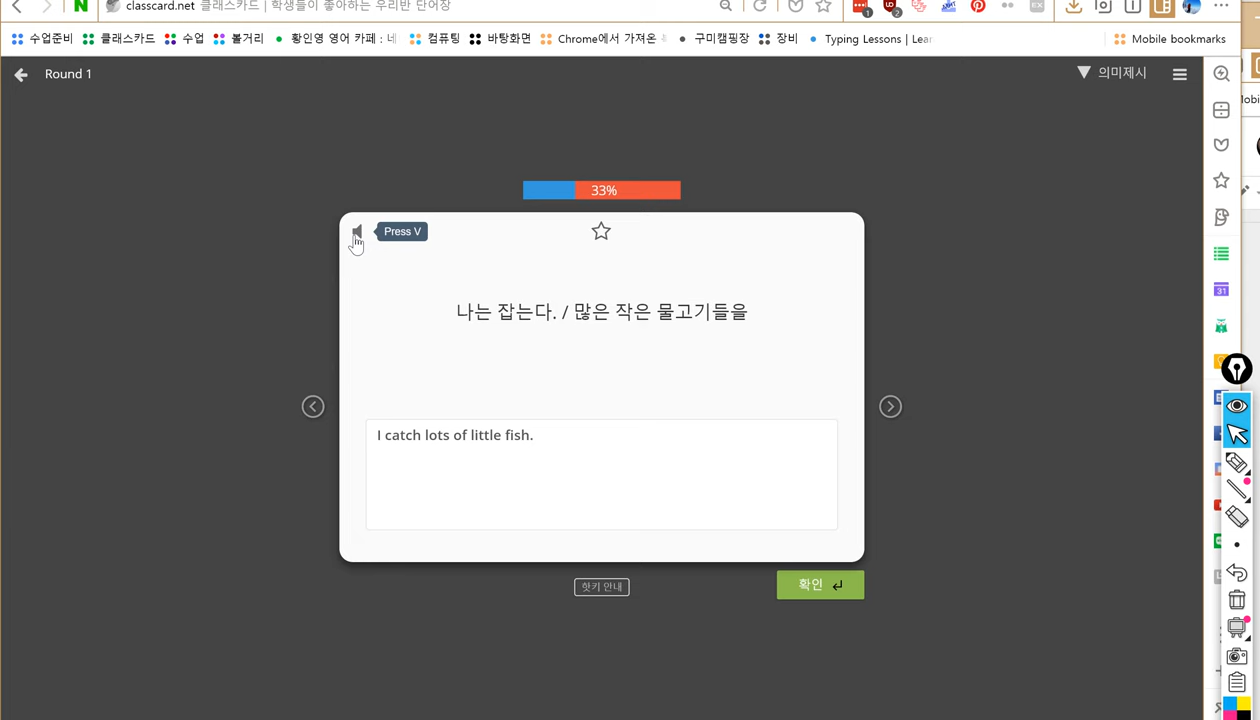 classcard.net 클래스카드 | 학생들이 좋아하는 우리반 단어장
수업준비 클래스카드 수업 볼거리 황인영 영어 카페 : 네 컴퓨팅 바탕화면 Chrome에서 가져온 구미캠핑장 장비 Typing Lessons | Lear Mobile bookmarks
Round 1
의미제시
33%
Press V
나는 잡는다. / 많은 작은 물고기들을
I catch lots of little fish.
핫키 안내
확인
31